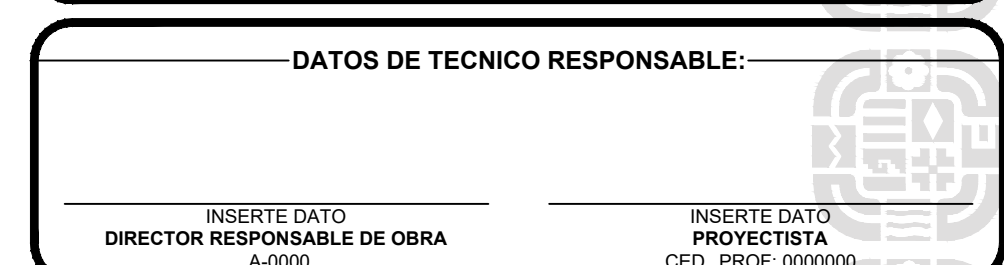 DATOS DE TECNICO RESPONSABLE:
INSERTE DATO
DIRECTOR RESPONSABLE DE OBRA
A-0000
INSERTE DATO
PROYECTISTA
CED. PROF: 0000000